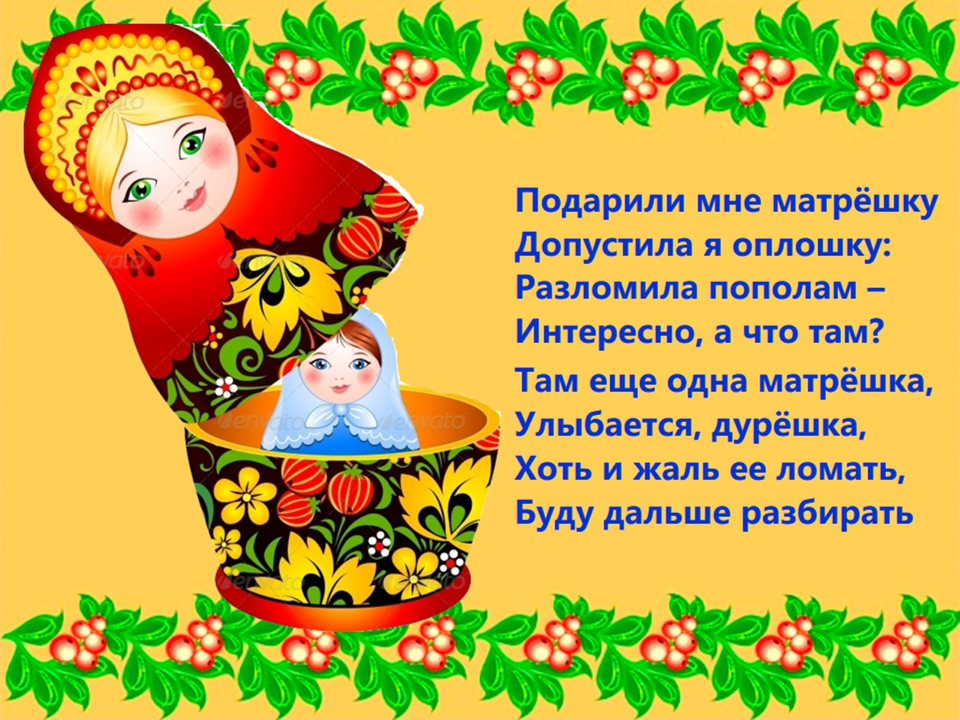 Подарили мне матрёшку
Допустила я оплошку:
Разломила пополам –
Интересно, а что там?
Там еще одна матрёшка,
Улыбается, дурёшка,
Хоть и жаль ее ломать,
Буду дальше разбирать